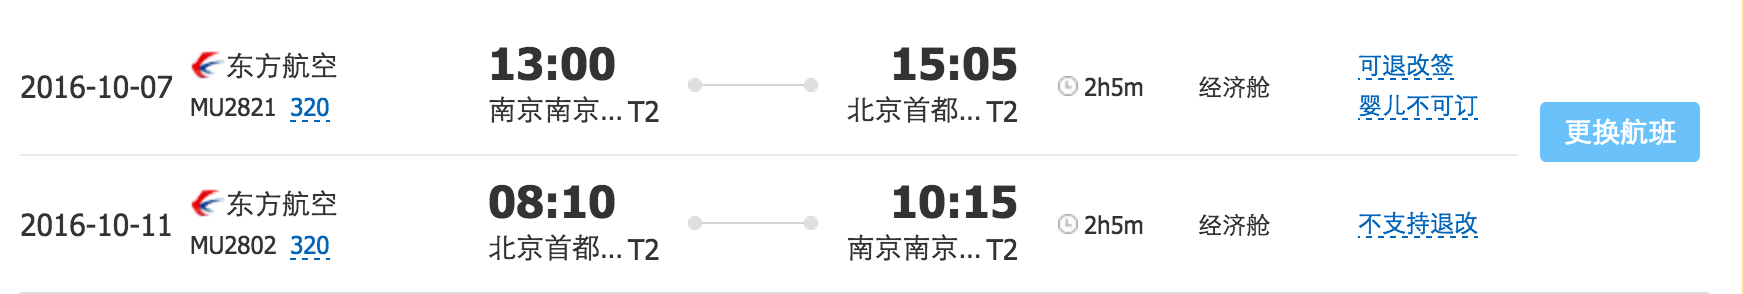 2016-10-07
东方航空
MU2821 320
13:00
南京南京... T2
15:05
北京首都... T2
2h5m
经济舱
可退改签
婴儿不可订
更换航班
2016-10-11
东方航空
MU2802 320
08:10
北京首都... T2
10:15
南京南京... T2
2h5m
经济舱
不支持退改